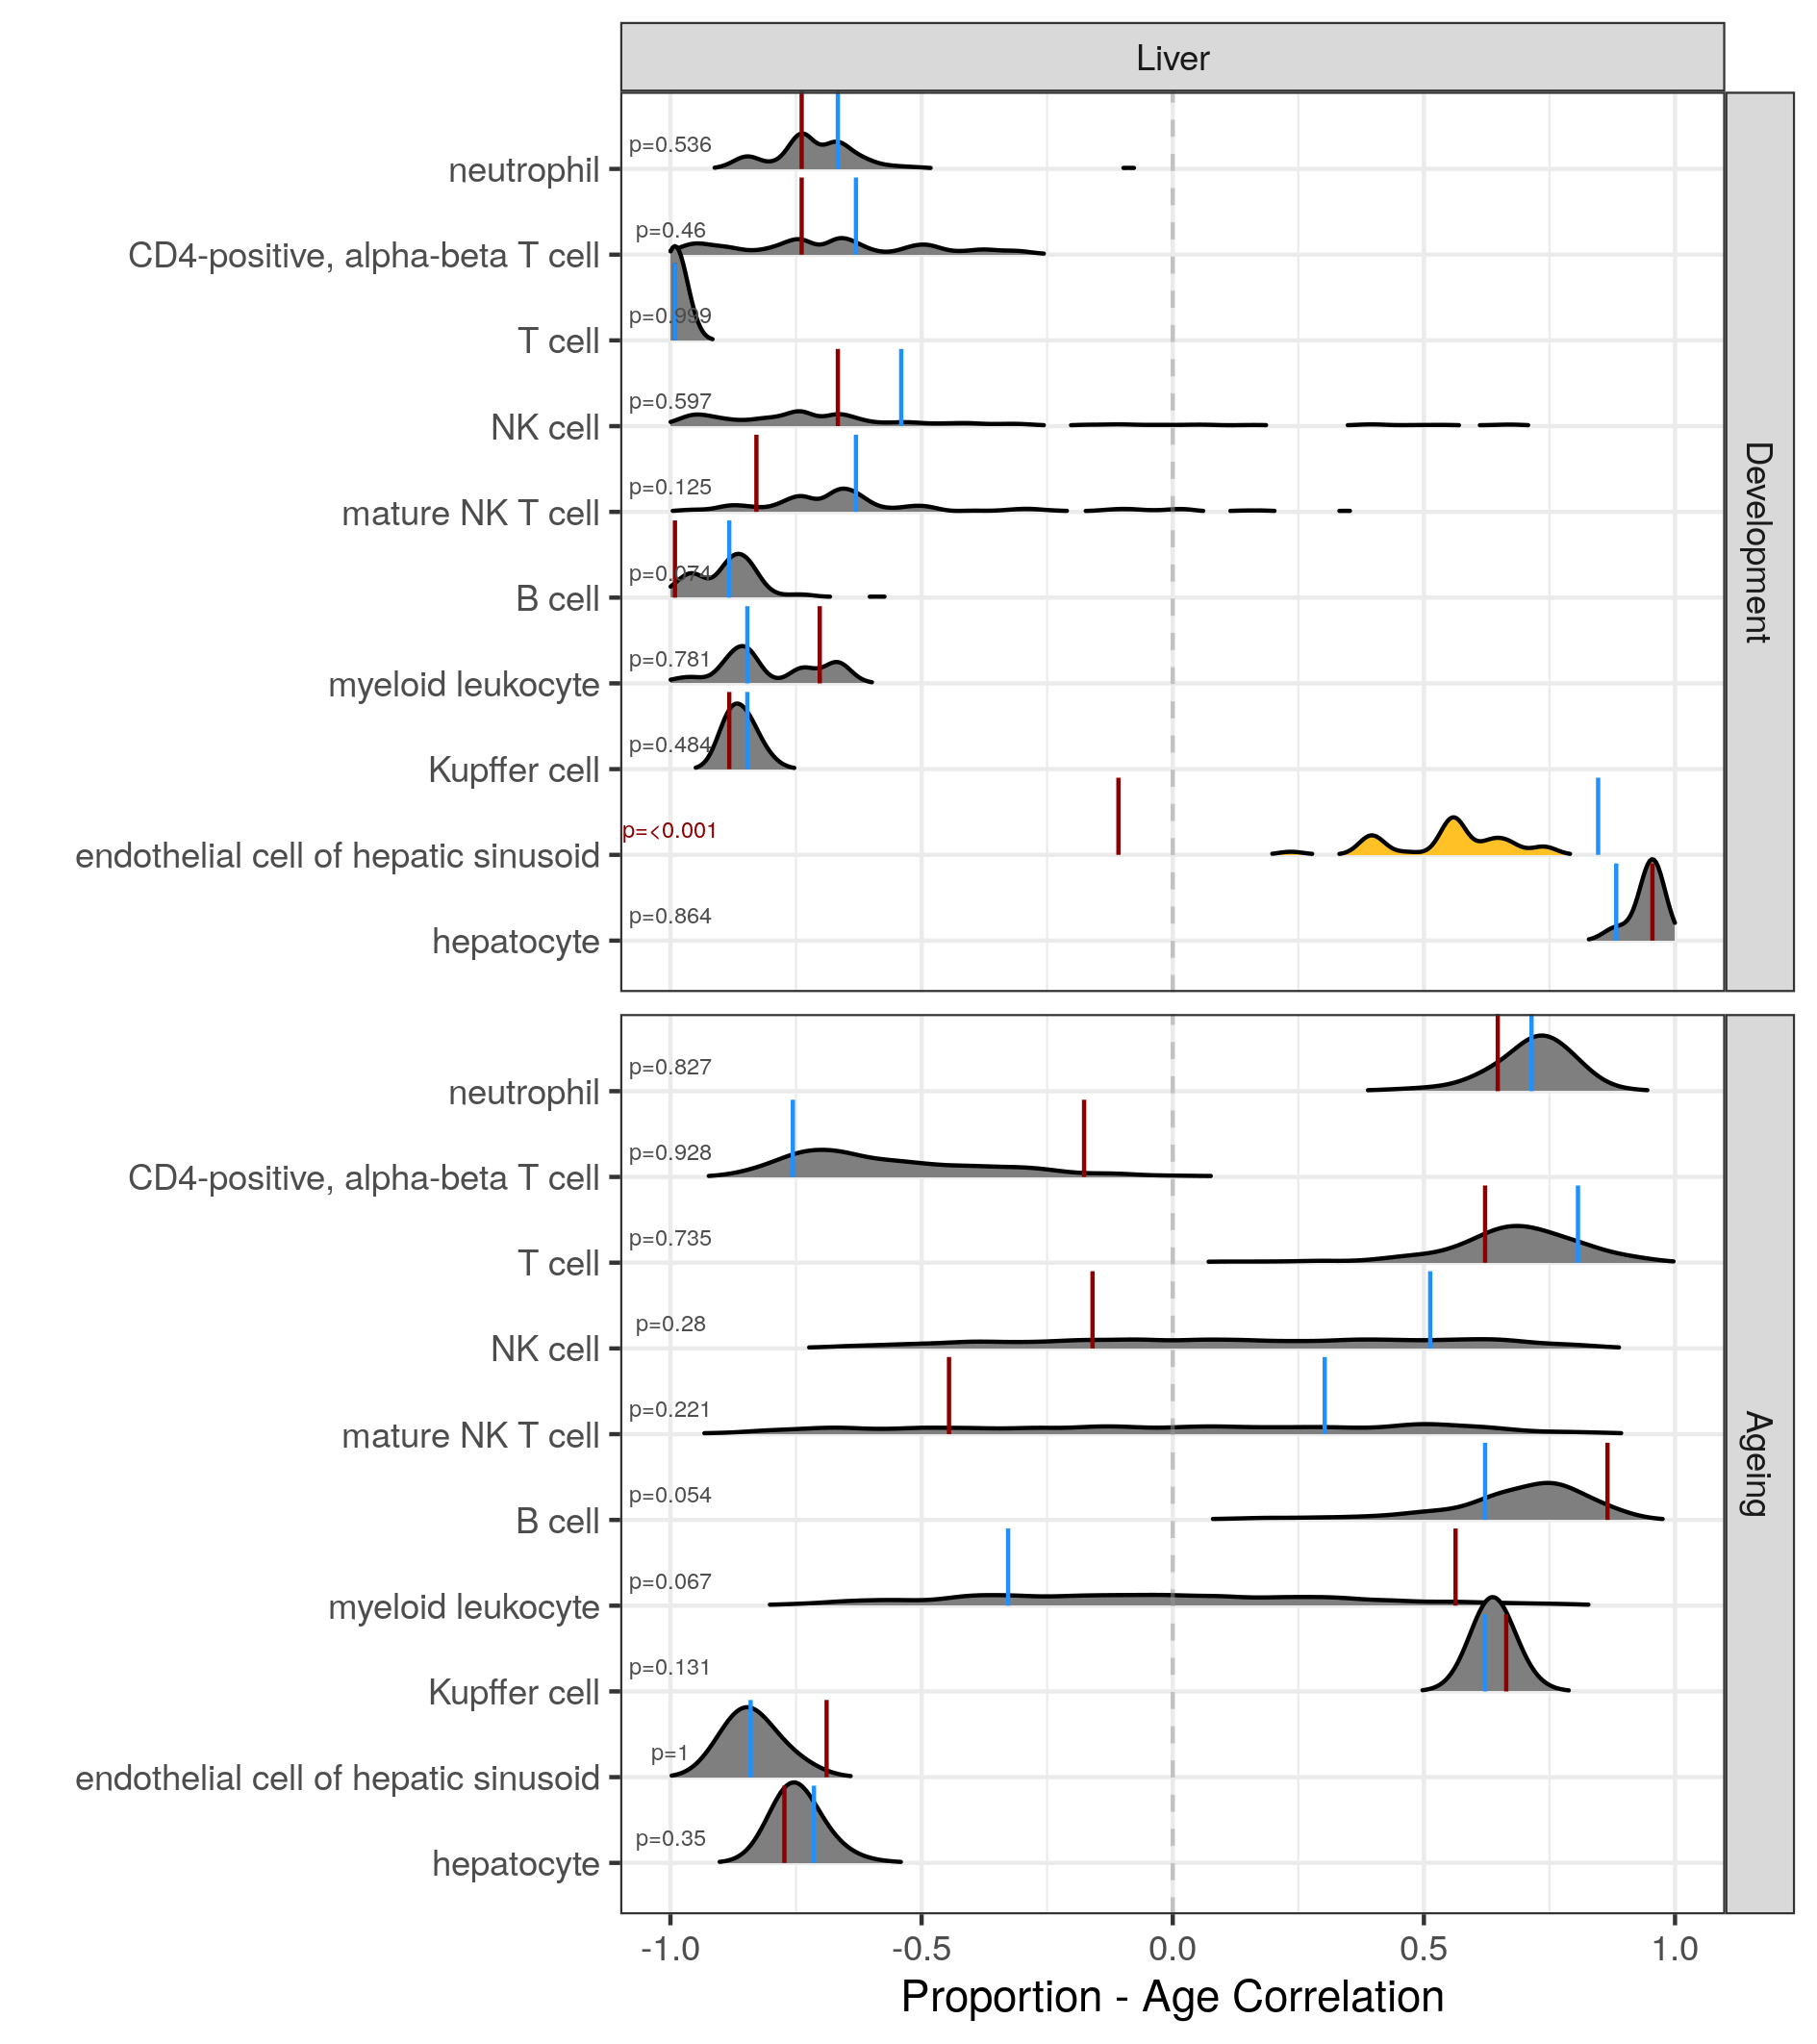 Liver
Development
neutrophil
p=0.536
CD4-positive, alpha-beta T cell
p=0.46
T cell
p=0.999
NK cell
p=0.597
mature NK T cell
p=0.125
B cell
p=0.074
myeloid leukocyte
p=0.781
Kupffer cell
p=0.484
endothelial cell of hepatic sinusoid
p=<0.001
hepatocyte
p=0.864
Ageing
neutrophil
p=0.827
CD4-positive, alpha-beta T cell
p=0.928
T cell
p=0.735
NK cell
p=0.28
mature NK T cell
p=0.221
B cell
p=0.054
myeloid leukocyte
p=0.067
Kupffer cell
p=0.131
endothelial cell of hepatic sinusoid
p=1
hepatocyte
p=0.35
-1.0 -0.5 0.0 0.5 1.0
Proportion - Age Correlation